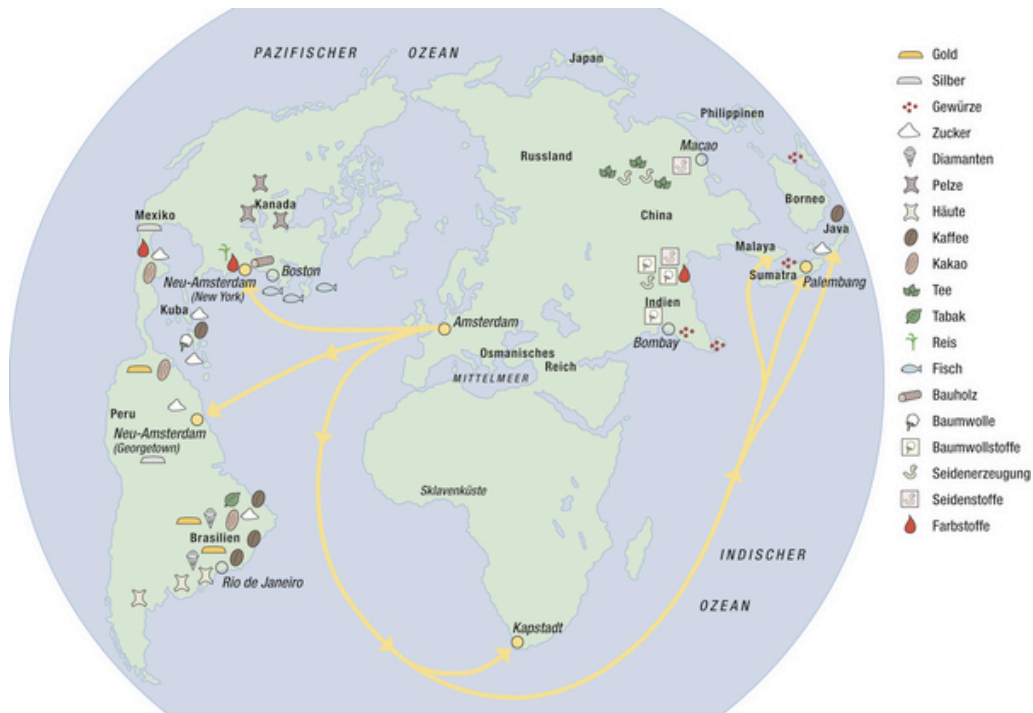 PAZIFISCHER OZEAN
Japan
Philippinen
Macao
Russland
Borneo
Kanada
Mexiko
China
Java
Malaya
Boston
Neu-Amsterdam
(New York)
Sumatra
Palembang
Indien
Kuba
Amsterdam
Bombay
Osmanisches
Reich
MITTELMEER
Peru
Neu-Amsterdam
(Georgetown)
Sklavenküste
Brasilien
INDISCHER
OZEAN
Rio de Janeiro
Kapstadt
Gold
Silber
Gewürze
Zucker
Diamanten
Pelze
Häute
Kaffee
Kakao
Tee
Tabak
Reis
Fisch
Bauholz
Baumwolle
Baumwollstoffe
Seidenerzeugung
Seidenstoffe
Farbstoffe